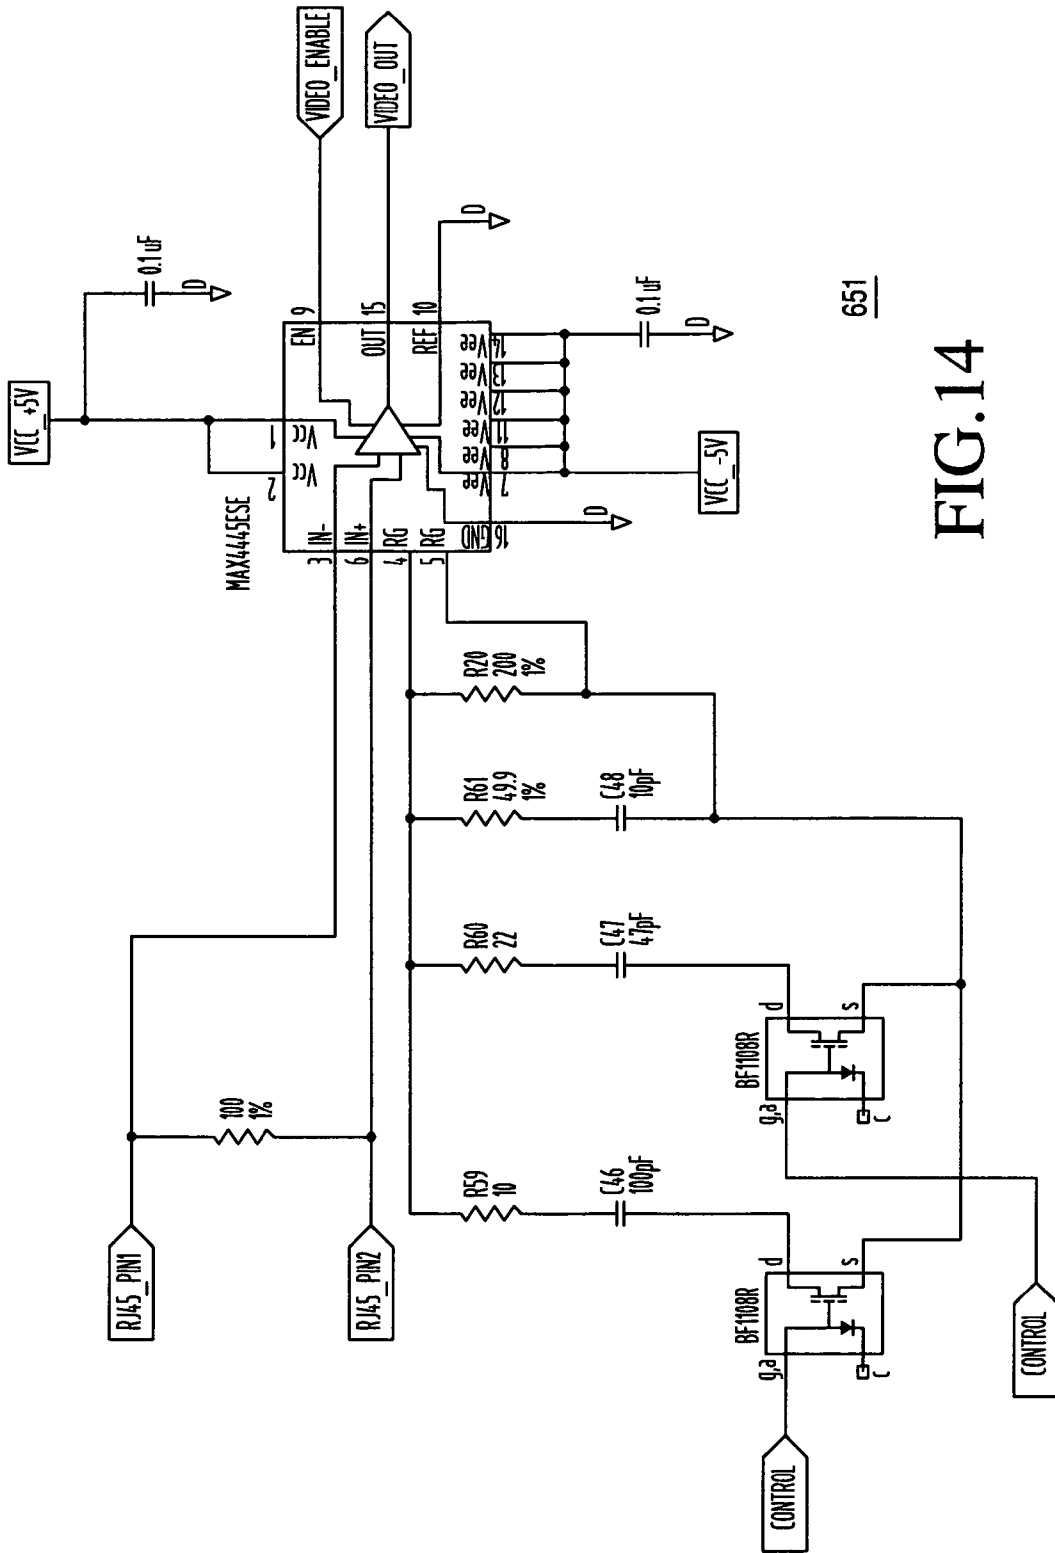 RJ45_PIN1
RJ45_PIN2
100
1%
VCC_+5V
0.1uF
D
VIDEO_ENABLE
VIDEO_OUT
MAX4445ESE
2
1
Vcc
Vcc
3 IN-
6 IN+
4 RG
5 RG
EN 9
OUT 15
REF 10
D
GND
Vee
Vee
Vee
Vee
Vee
Vee
16
7
8
11
12
13
14
D
VCC_-5V
0.1uF
D
R59
10
R60
22
R61
49.9
1%
R20
200
1%
C46
100pF
C47
47pF
C48
10pF
BF1108R
g,a
d
s
c
BF1108R
g,a
d
s
c
CONTROL
CONTROL
651
FIG.14